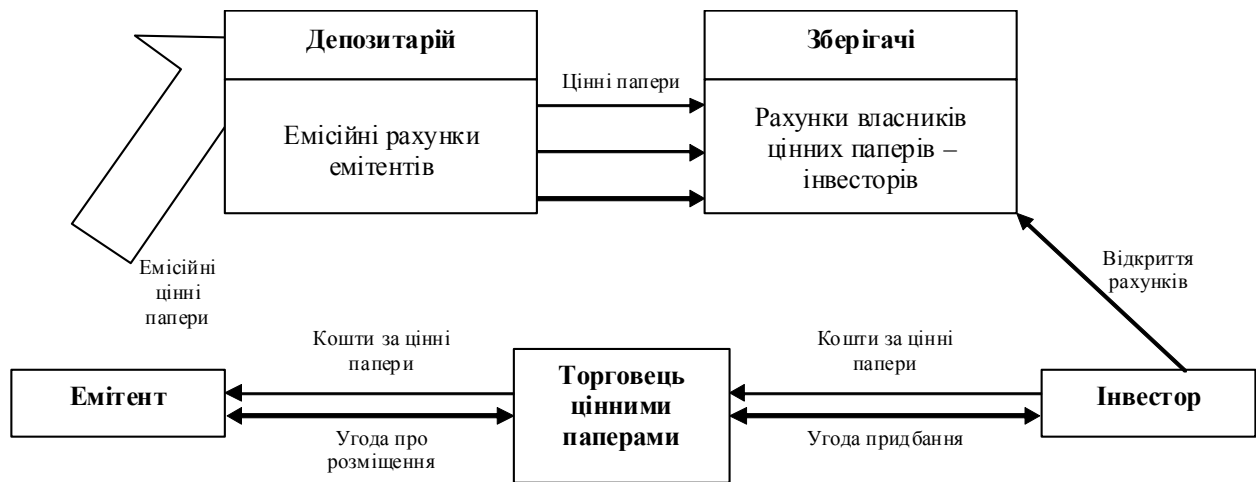 Депозитарій
Зберігачі
Цінні папери
Емісійні рахунки
емітентів
Рахунки власників
цінних паперів –
інвесторів
Емісійні
цінні
папери
Відкриття
рахунків
Кошти за цінні
папери
Кошти за цінні
папери
Емітент
Торговець
цінними
паперами
Інвестор
Угода про
розміщення
Угода придбання